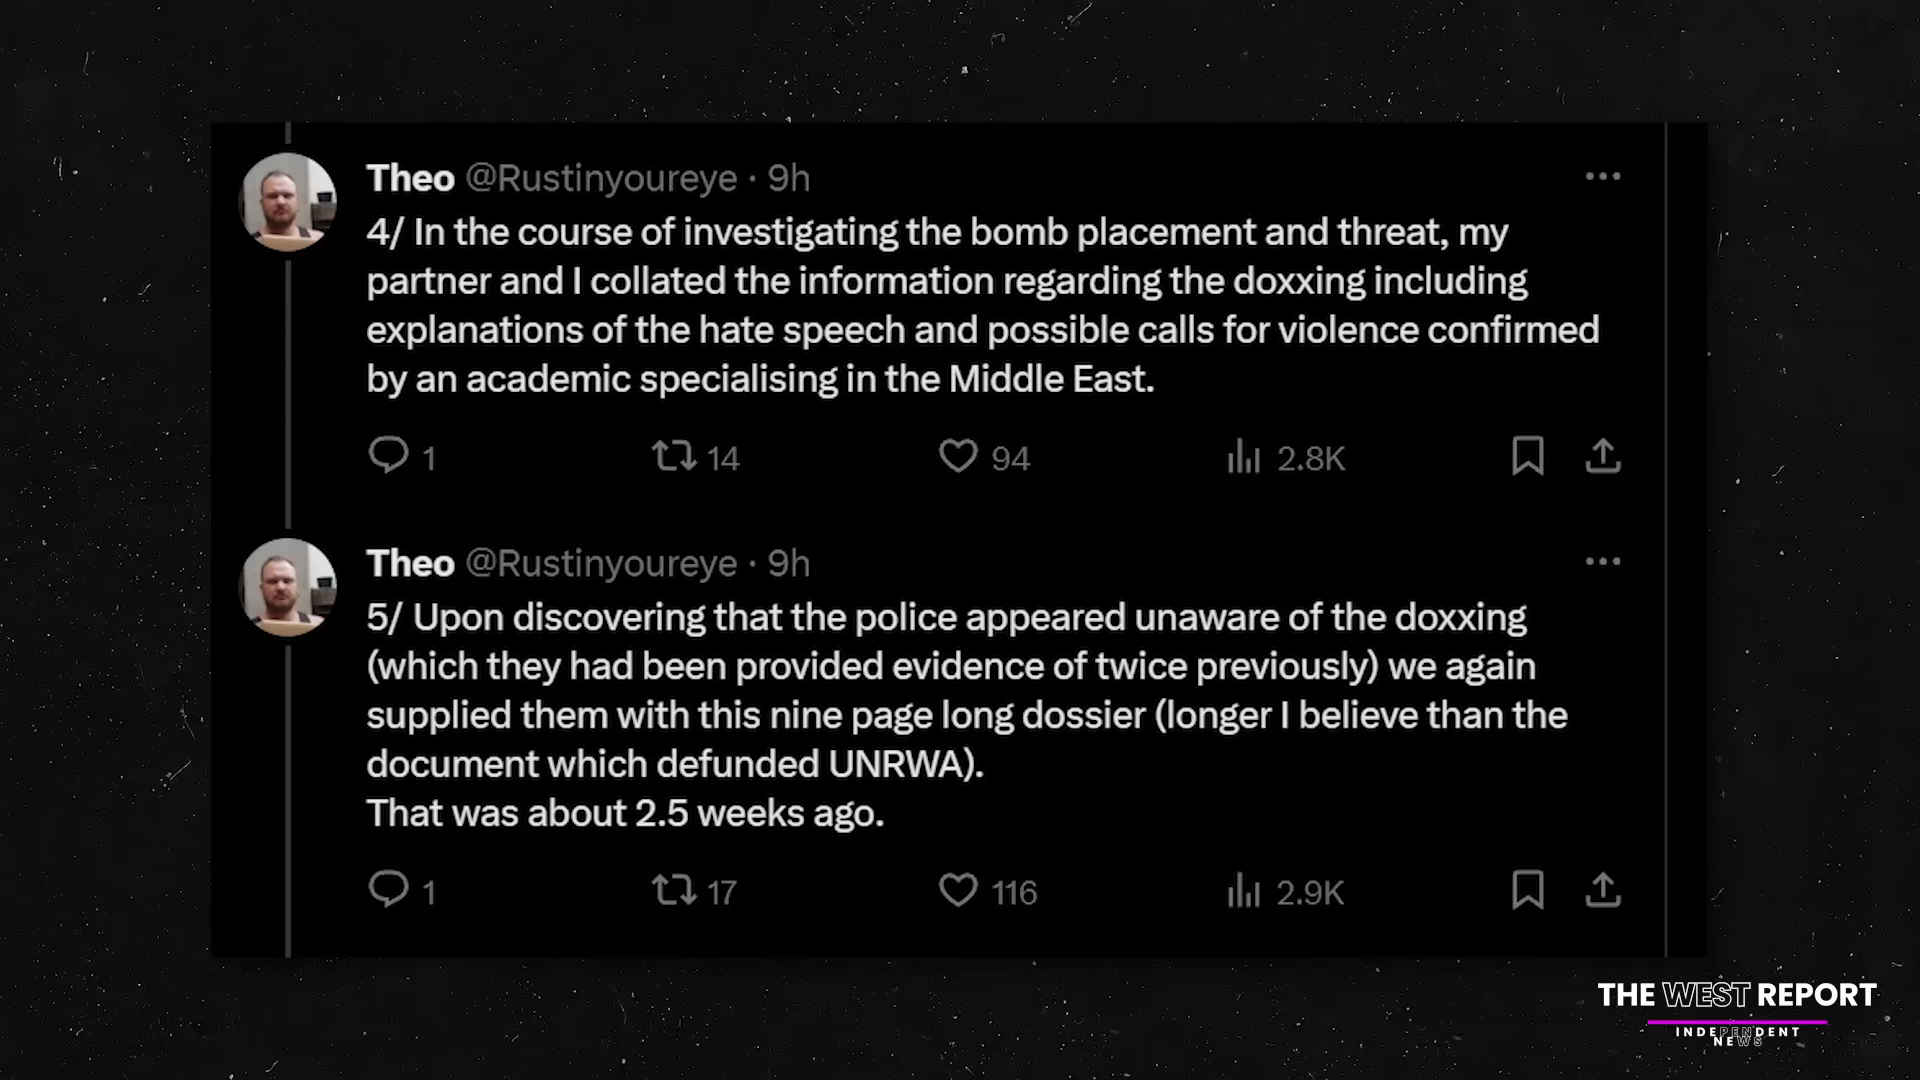 Theo @Rustinyoureye · 9h
4/ In the course of investigating the bomb placement and threat, my
partner and I collated the information regarding the doxxing including
explanations of the hate speech and possible calls for violence confirmed
by an academic specialising in the Middle East.
1 14 94 2.8K
Theo @Rustinyoureye · 9h
5/ Upon discovering that the police appeared unaware of the doxxing
(which they had been provided evidence of twice previously) we again
supplied them with this nine page long dossier (longer I believe than the
document which defunded UNRWA).
That was about 2.5 weeks ago.
1 17 116 2.9K
THE WEST REPORT
INDEPENDENT
NEWS